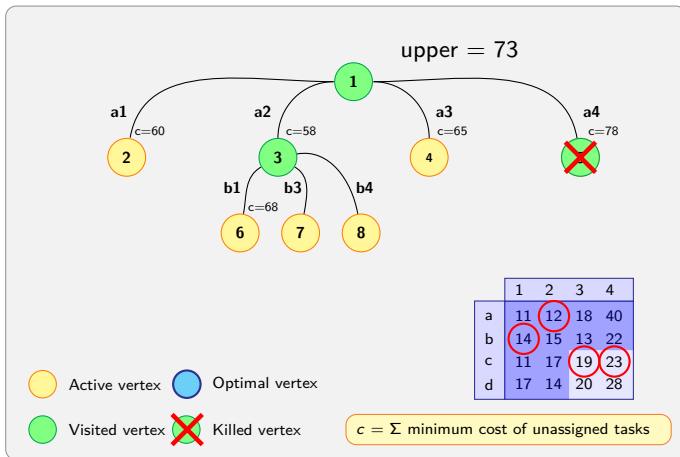 upper = 73
1
a1
a2
a3
a4
c=60
c=58
c=65
c=78
2
3
4
b1
b3
b4
c=68
6
7
8
1 2 3 4
a 11 12 18 40
b 14 15 13 22
c 11 17 19 23
d 17 14 20 28
Active vertex
Optimal vertex
Visited vertex
Killed vertex
c = Σ minimum cost of unassigned tasks